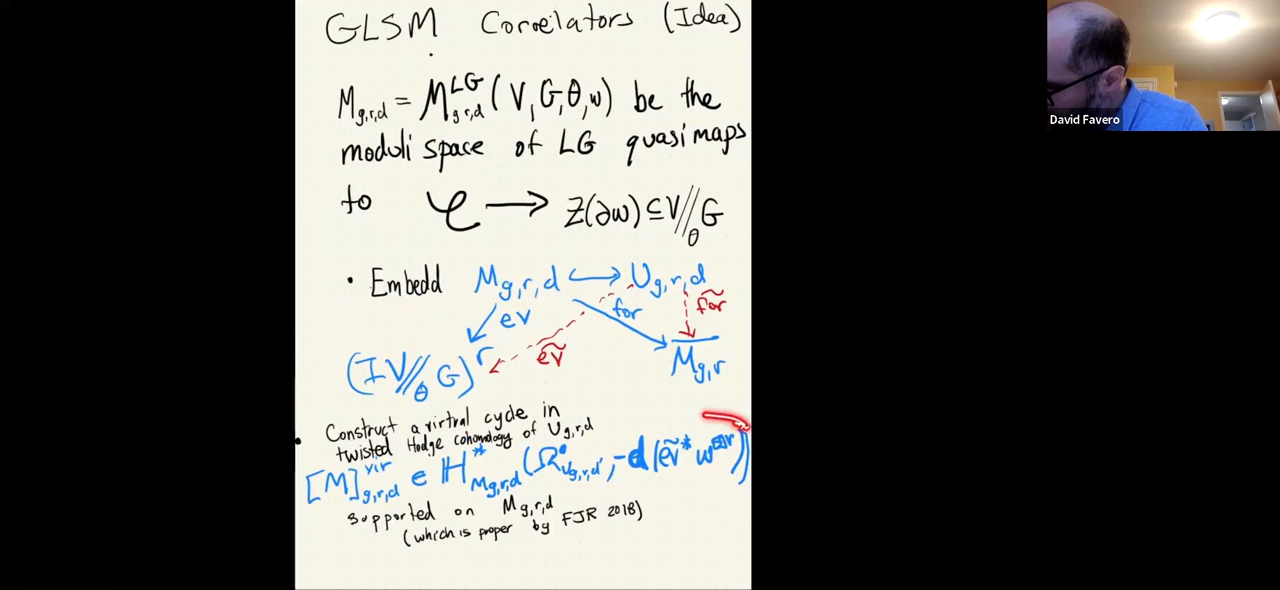 GLSM Correlators (Idea)
M_{g,r,d} = M^{LG}_{g,r,d} (V, G, θ, w) be the
moduli space of LG quasimaps
to 𝒞 → Z(∂w) ⊆ V//_θ G
• Embedd M_{g,r,d} ↪ U_{g,r,d}
ev for f̃or
(IV//_θ G)^r ẽv M̄_{g,r}
• Construct a virtual cycle in
twisted Hodge cohomology of U_{g,r,d}
[M]^{vir}_{g,r,d} ∈ ℍ^*_{M_{g,r,d}} (Ω^•_{U_{g,r,d}}, -d(ẽv^* w^{⊞r}))
supported on M_{g,r,d}
(which is proper by FJR 2018)
David Favero